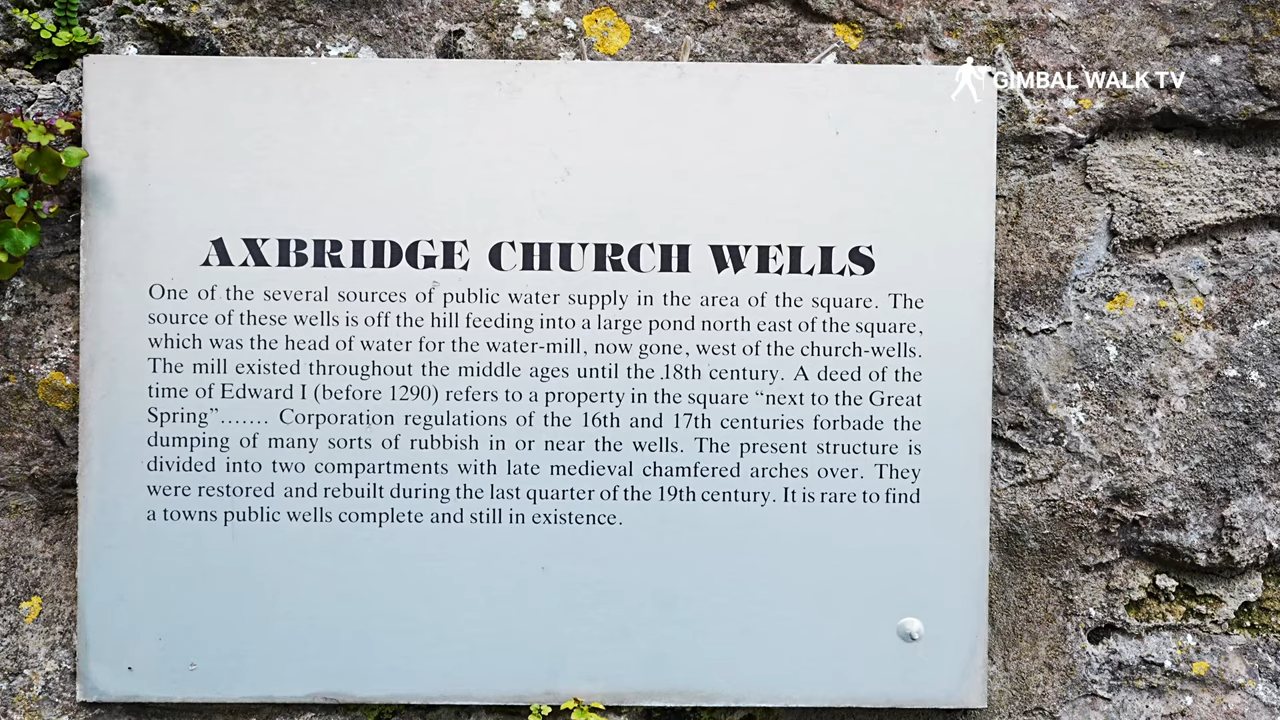 GIMBAL WALK TV
AXBRIDGE CHURCH WELLS
One of the several sources of public water supply in the area of the square. The
source of these wells is off the hill feeding into a large pond north east of the square,
which was the head of water for the water-mill, now gone, west of the church-wells.
The mill existed throughout the middle ages until the 18th century. A deed of the
time of Edward I (before 1290) refers to a property in the square “next to the Great
Spring”....... Corporation regulations of the 16th and 17th centuries forbade the
dumping of many sorts of rubbish in or near the wells. The present structure is
divided into two compartments with late medieval chamfered arches over. They
were restored and rebuilt during the last quarter of the 19th century. It is rare to find
a towns public wells complete and still in existence.